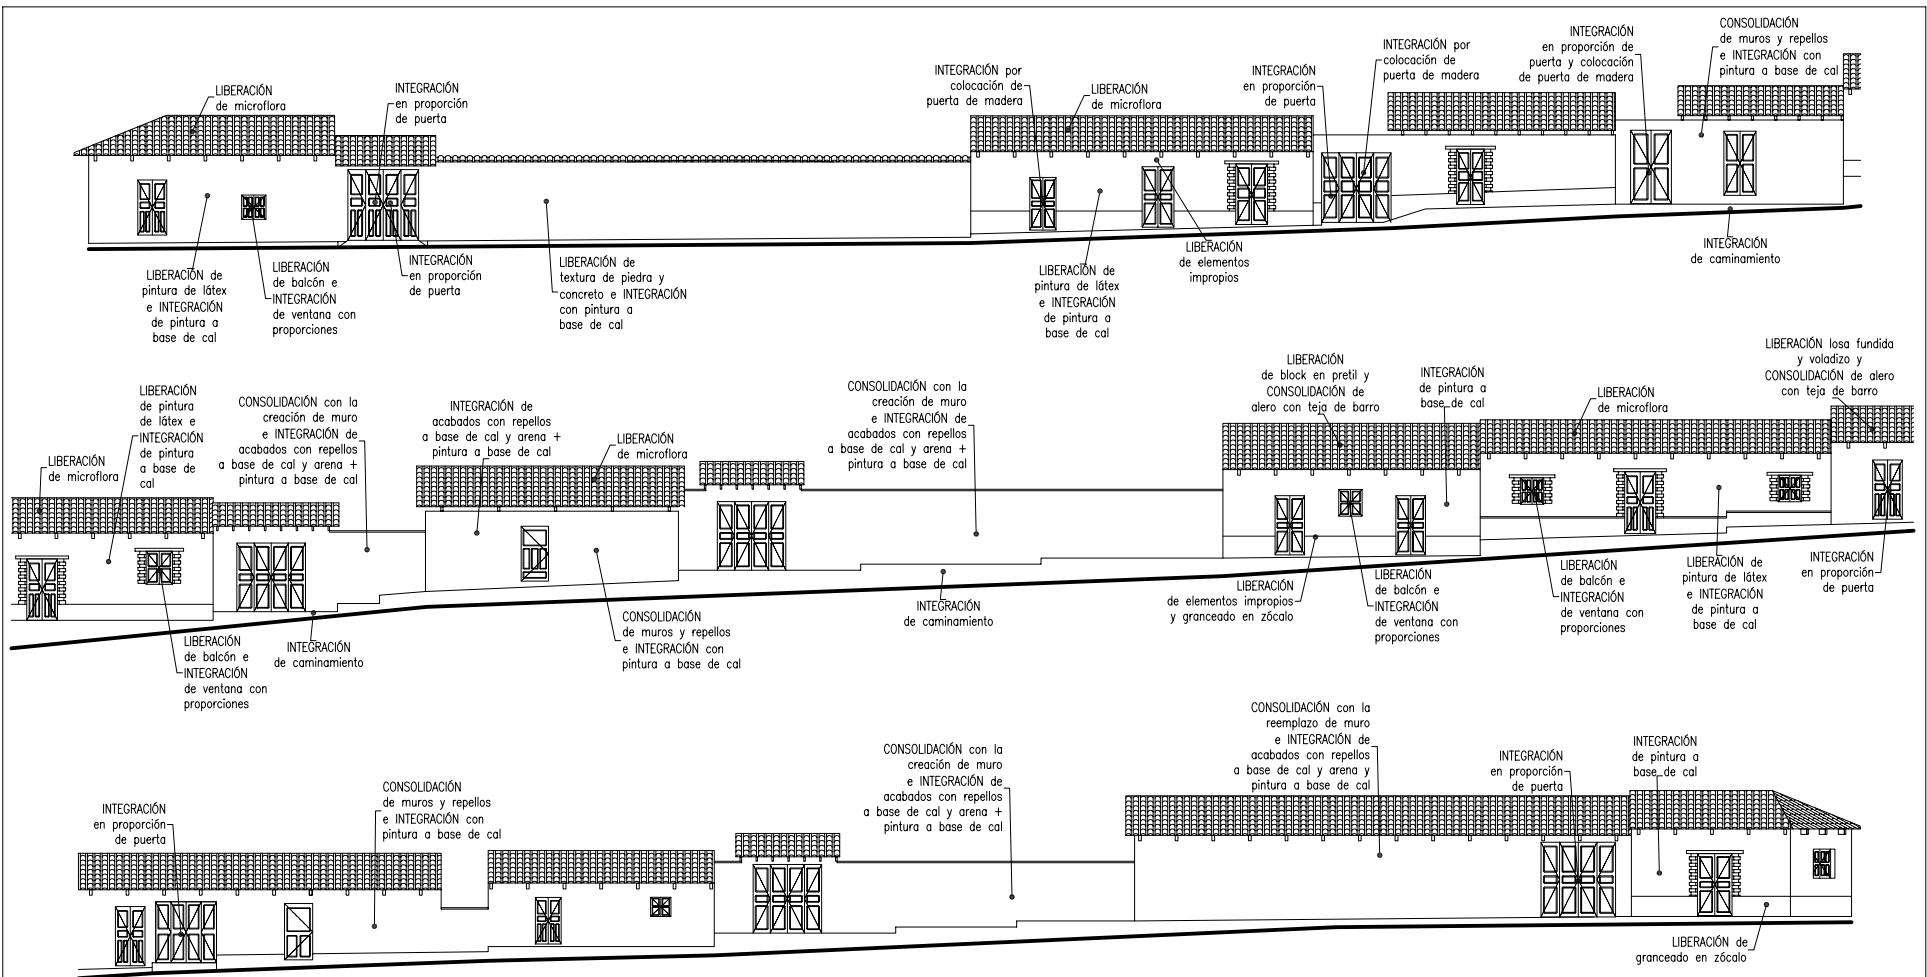 LIBERACIÓN
de microflora
INTEGRACIÓN
en proporción
de puerta
INTEGRACIÓN por
colocación de
puerta de madera
LIBERACIÓN
de microflora
INTEGRACIÓN
en proporción
de puerta
INTEGRACIÓN por
colocación de
puerta de madera
INTEGRACIÓN
en proporción de
puerta y colocación
de puerta de madera
CONSOLIDACIÓN
de muros y repellos
e INTEGRACIÓN con
pintura a base de cal
LIBERACIÓN de
pintura de látex
e INTEGRACIÓN
de pintura a
base de cal
LIBERACIÓN
de balcón e
INTEGRACIÓN
de ventana con
proporciones
INTEGRACIÓN
en proporción
de puerta
LIBERACIÓN de
textura de piedra y
concreto e INTEGRACIÓN
con pintura a
base de cal
LIBERACIÓN de
pintura de látex
e INTEGRACIÓN
de pintura a
base de cal
LIBERACIÓN
de elementos
impropios
INTEGRACIÓN
de caminamiento
LIBERACIÓN
de microflora
LIBERACIÓN
de pintura
de látex e
INTEGRACIÓN
de pintura
a base de
cal
CONSOLIDACIÓN con la
creación de muro
e INTEGRACIÓN de
acabados con repellos
a base de cal y arena +
pintura a base de cal
INTEGRACIÓN de
acabados con repellos
a base de cal y arena +
pintura a base de cal
LIBERACIÓN
de microflora
CONSOLIDACIÓN con la
creación de muro
e INTEGRACIÓN de
acabados con repellos
a base de cal y arena +
pintura a base de cal
LIBERACIÓN
de block en pretil y
CONSOLIDACIÓN de
alero con teja de barro
INTEGRACIÓN
de pintura a
base de cal
LIBERACIÓN
de microflora
LIBERACIÓN losa fundida
y voladizo y
CONSOLIDACIÓN de alero
con teja de barro
LIBERACIÓN
de balcón e
INTEGRACIÓN
de ventana con
proporciones
INTEGRACIÓN
de caminamiento
CONSOLIDACIÓN
de muros y repellos
e INTEGRACIÓN con
pintura a base de cal
INTEGRACIÓN
de caminamiento
LIBERACIÓN
de elementos impropios
y granceado en zócalo
LIBERACIÓN
de balcón e
INTEGRACIÓN
de ventana con
proporciones
LIBERACIÓN
de balcón e
INTEGRACIÓN
de ventana con
proporciones
LIBERACIÓN de
pintura de látex
e INTEGRACIÓN
de pintura a
base de cal
INTEGRACIÓN
en proporción
de puerta
INTEGRACIÓN
en proporción
de puerta
CONSOLIDACIÓN
de muros y repellos
e INTEGRACIÓN con
pintura a base de cal
CONSOLIDACIÓN con la
creación de muro
e INTEGRACIÓN de
acabados con repellos
a base de cal y arena +
pintura a base de cal
CONSOLIDACIÓN con la
reemplazo de muro
e INTEGRACIÓN de
acabados con repellos
a base de cal y arena y
pintura a base de cal
INTEGRACIÓN
en proporción
de puerta
INTEGRACIÓN
de pintura a
base de cal
LIBERACIÓN de
granceado en zócalo